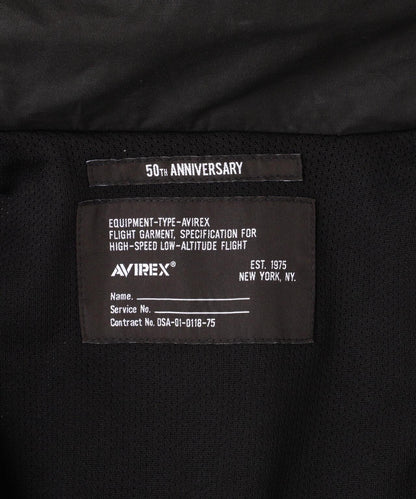 50TH ANNIVERSARY
EQUIPMENT-TYPE-AVIREX
FLIGHT GARMENT, SPECIFICATION FOR
HIGH-SPEED LOW-ALTITUDE FLIGHT
AVIREX®
EST. 1975
NEW YORK, NY.
Name.
Service No.
Contract No. DSA-01-0118-75